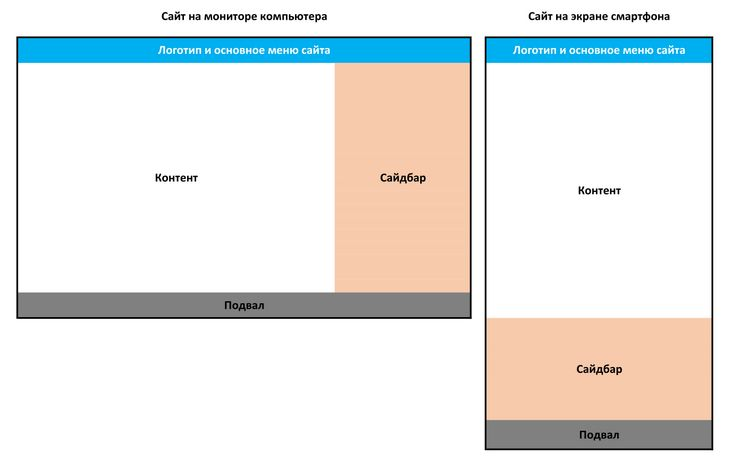 Сайт на мониторе компьютера
Логотип и основное меню сайта
Контент
Сайдбар
Подвал
Сайт на экране смартфона
Логотип и основное меню сайта
Контент
Сайдбар
Подвал